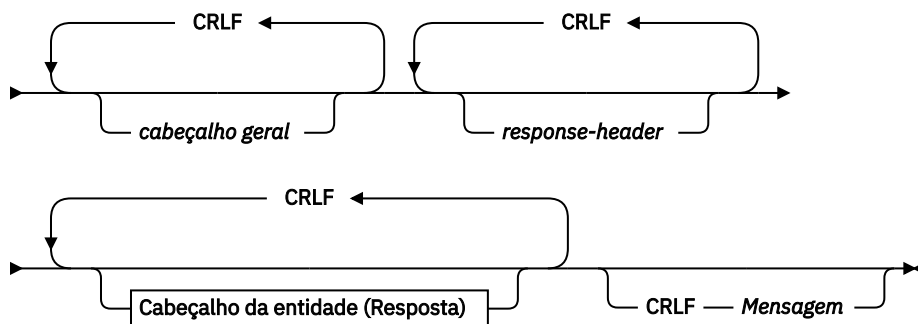 CRLF CRLF
cabeçalho geral response-header
CRLF
Cabeçalho da entidade (Resposta) CRLF Mensagem